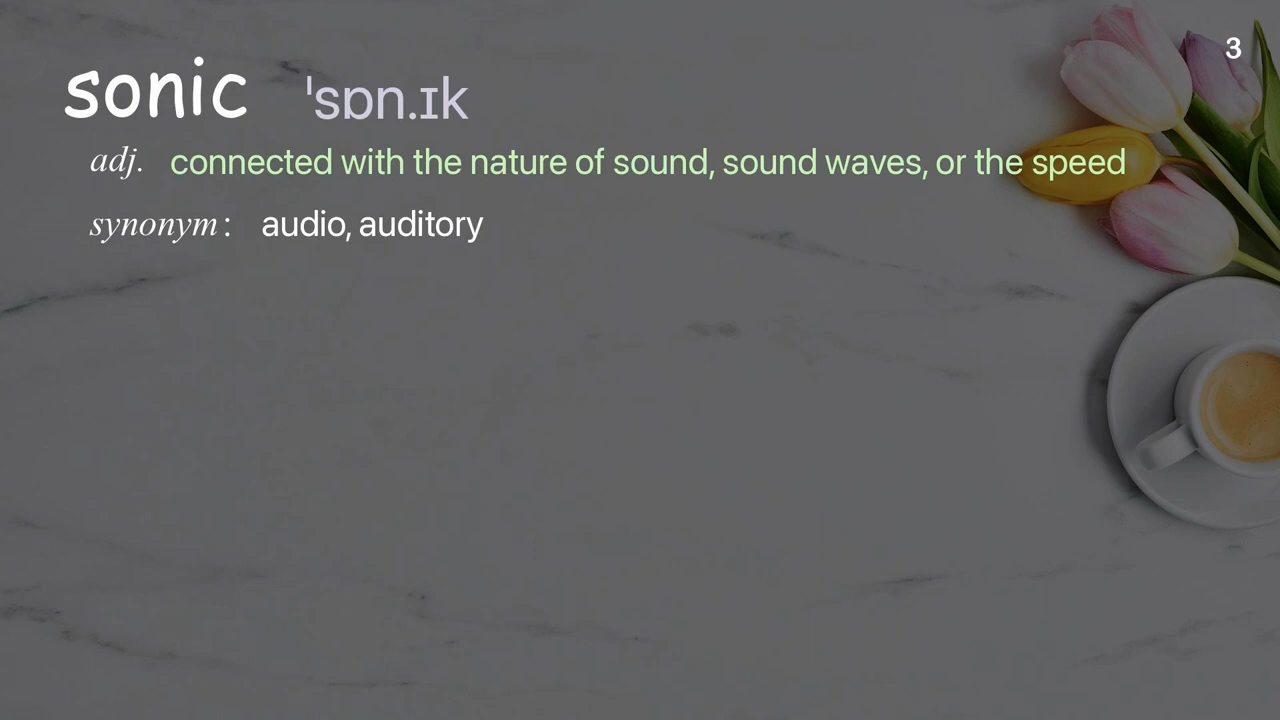 3
sonic ˈsɒn.ɪk
adj. connected with the nature of sound, sound waves, or the speed
synonym: audio, auditory